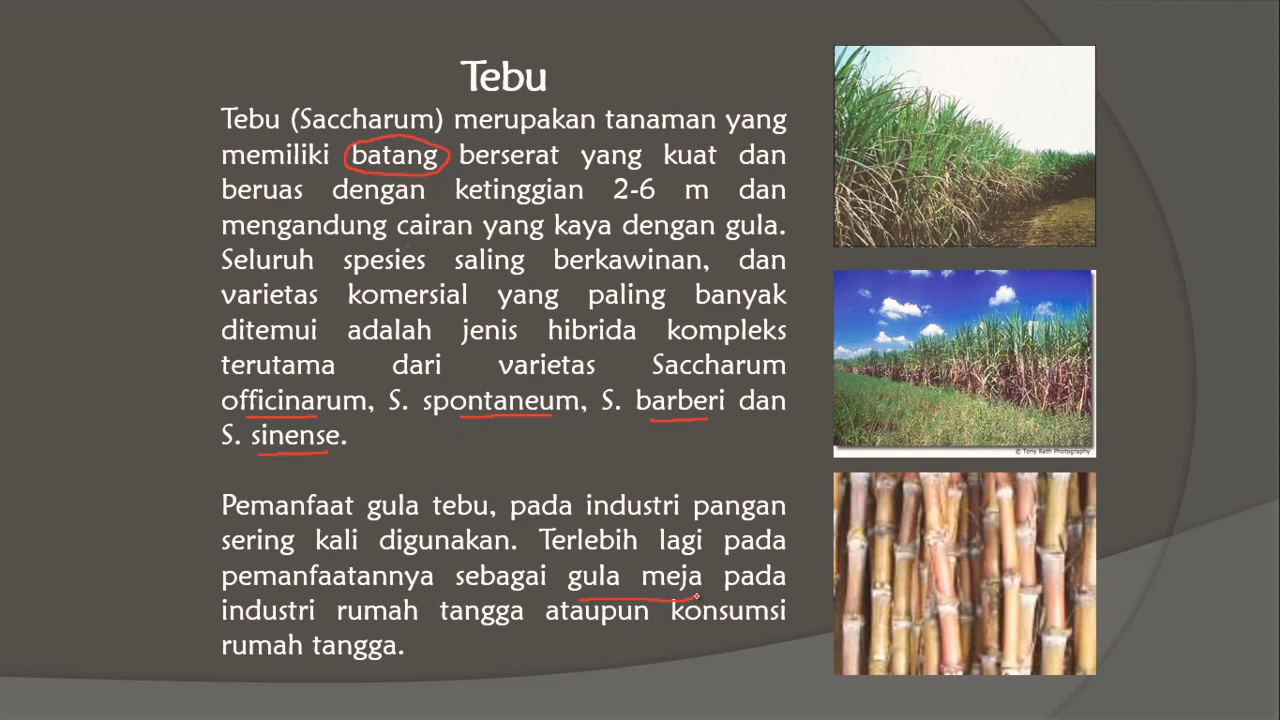 Tebu
Tebu (Saccharum) merupakan tanaman yang
memiliki batang berserat yang kuat dan
beruas dengan ketinggian 2-6 m dan
mengandung cairan yang kaya dengan gula.
Seluruh spesies saling berkawinan, dan
varietas komersial yang paling banyak
ditemui adalah jenis hibrida kompleks
terutama dari varietas Saccharum
officinarum, S. spontaneum, S. barberi dan
S. sinense.
Pemanfaat gula tebu, pada industri pangan
sering kali digunakan. Terlebih lagi pada
pemanfaatannya sebagai gula meja pada
industri rumah tangga ataupun konsumsi
rumah tangga.
© Tony Rath Photography